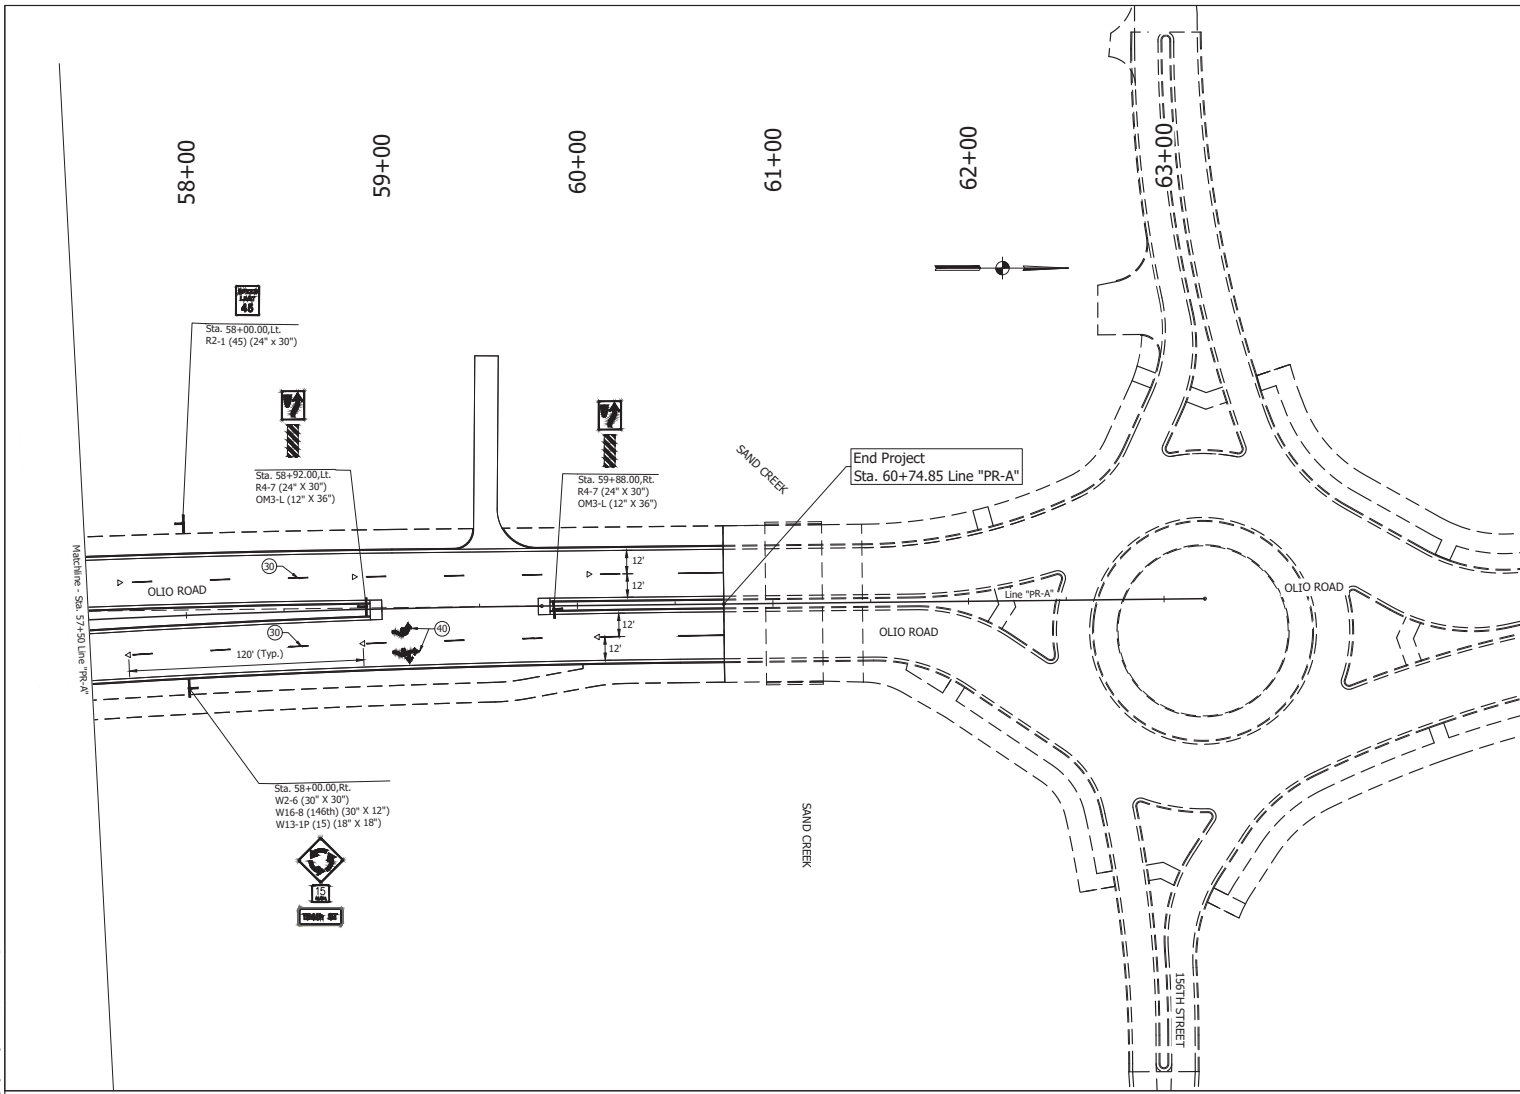 58+00
59+00
60+00
61+00
62+00
63+00
SPEED
LIMIT
45
Sta. 58+00.00,Lt.
R2-1 (45) (24" x 30")
Sta. 58+92.00,Lt.
R4-7 (24" X 30")
OM3-L (12" X 36")
Sta. 59+88.00,Rt.
R4-7 (24" X 30")
OM3-L (12" X 36")
SAND CREEK
End Project
Sta. 60+74.85 Line "PR-A"
Matchline - Sta. 57+50 Line "PR-A"
30
OLIO ROAD
12'
12'
Line "PR-A"
OLIO ROAD
30
40
12'
12'
120' (Typ.)
OLIO ROAD
Sta. 58+00.00,Rt.
W2-6 (30" X 30")
W16-8 (146th) (30" X 12")
W13-1P (15) (18" X 18")
15
SAND CREEK
156TH STREET